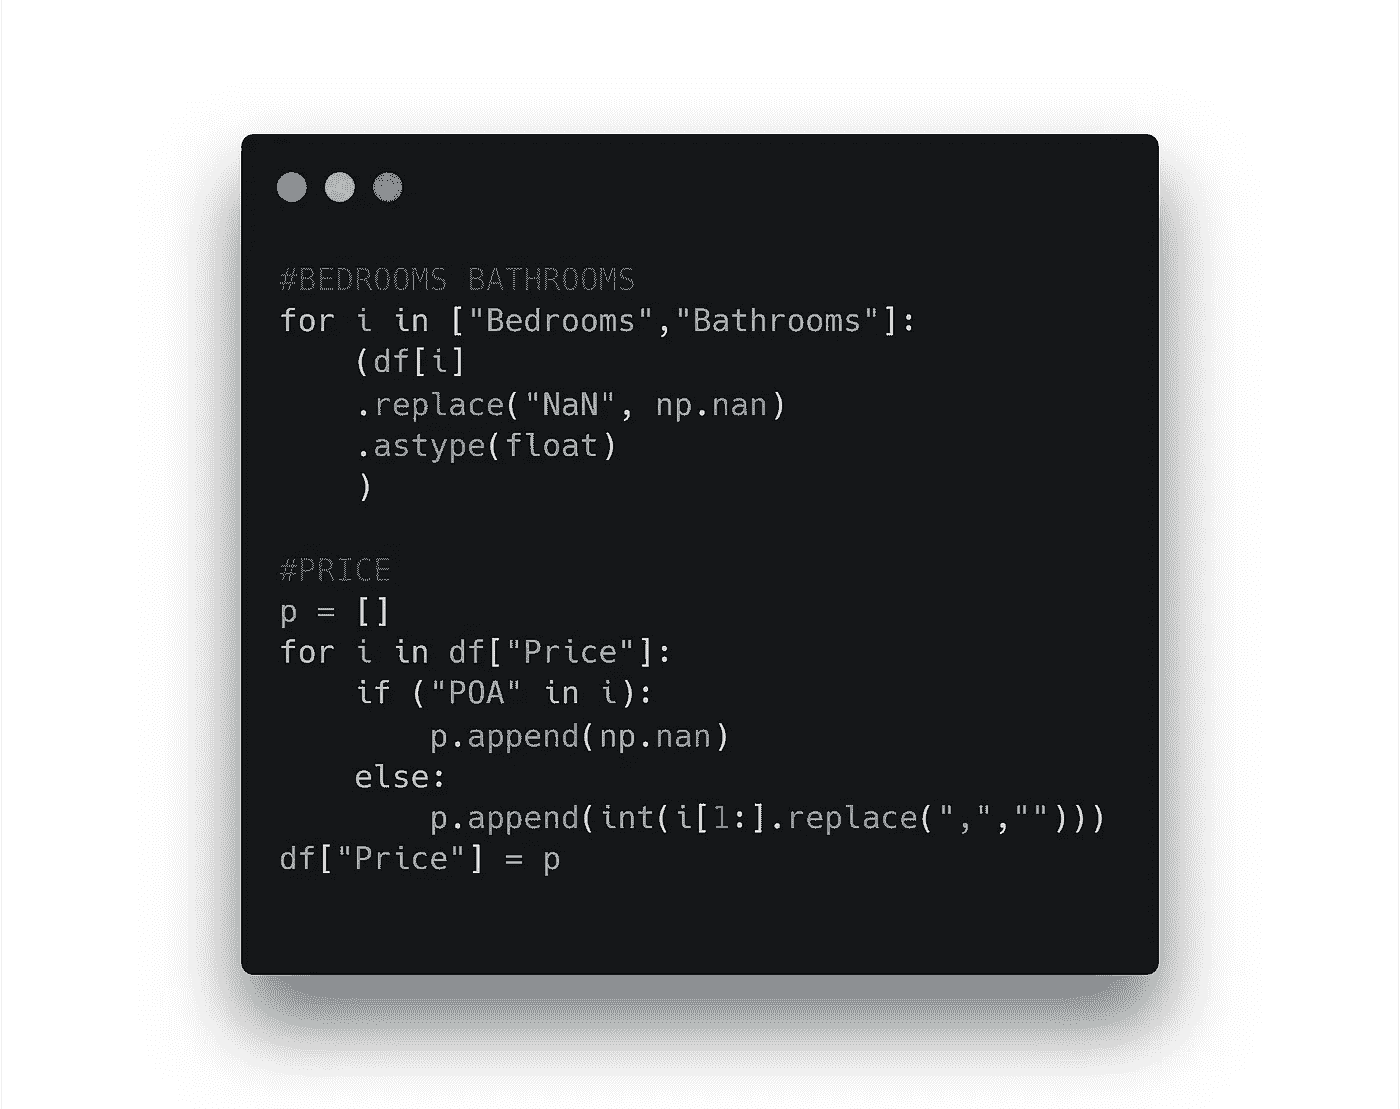 #BEDROOMS BATHROOMS
for i in ["Bedrooms","Bathrooms"]:
    (df[i]
    .replace("NaN", np.nan)
    .astype(float)
    )

#PRICE
p = []
for i in df["Price"]:
    if ("POA" in i):
        p.append(np.nan)
    else:
        p.append(int(i[1:].replace(",","")))
df["Price"] = p